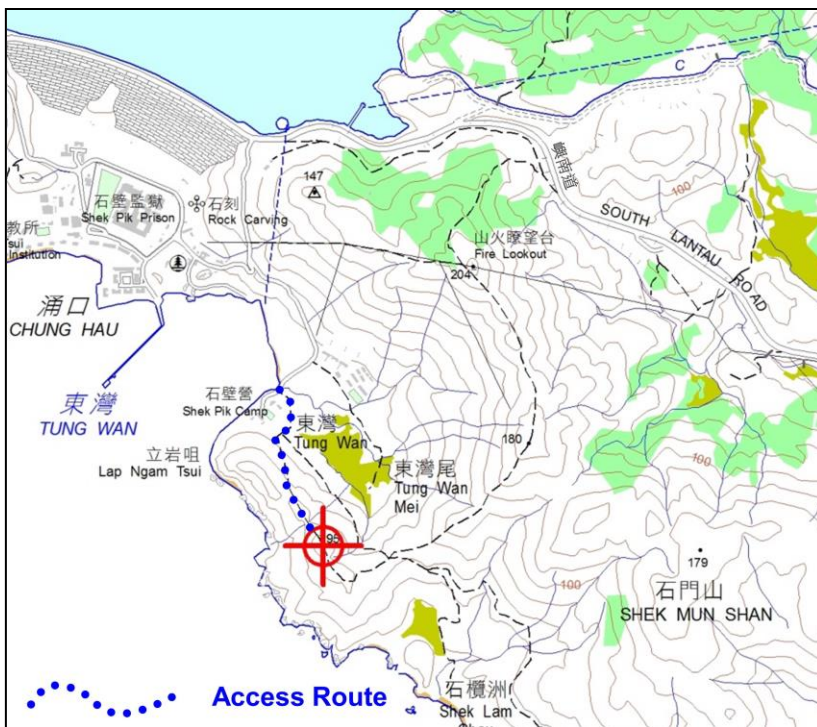 C
嶼南道
147
石壁監獄
Shek Pik Prison
石刻
Rock Carving
教所
sui
Institution
100
SOUTH LANTAU ROAD
山火瞭望台
Fire Lookout
204
涌口
CHUNG HAU
東灣
TUNG WAN
石壁營
Shek Pik Camp
東灣
Tung Wan
180
立岩咀
Lap Ngam Tsui
東灣尾
Tung Wan
Mei
100
95
179
100
石門山
SHEK MUN SHAN
石欖洲
Shek Lam
Chau
Access Route